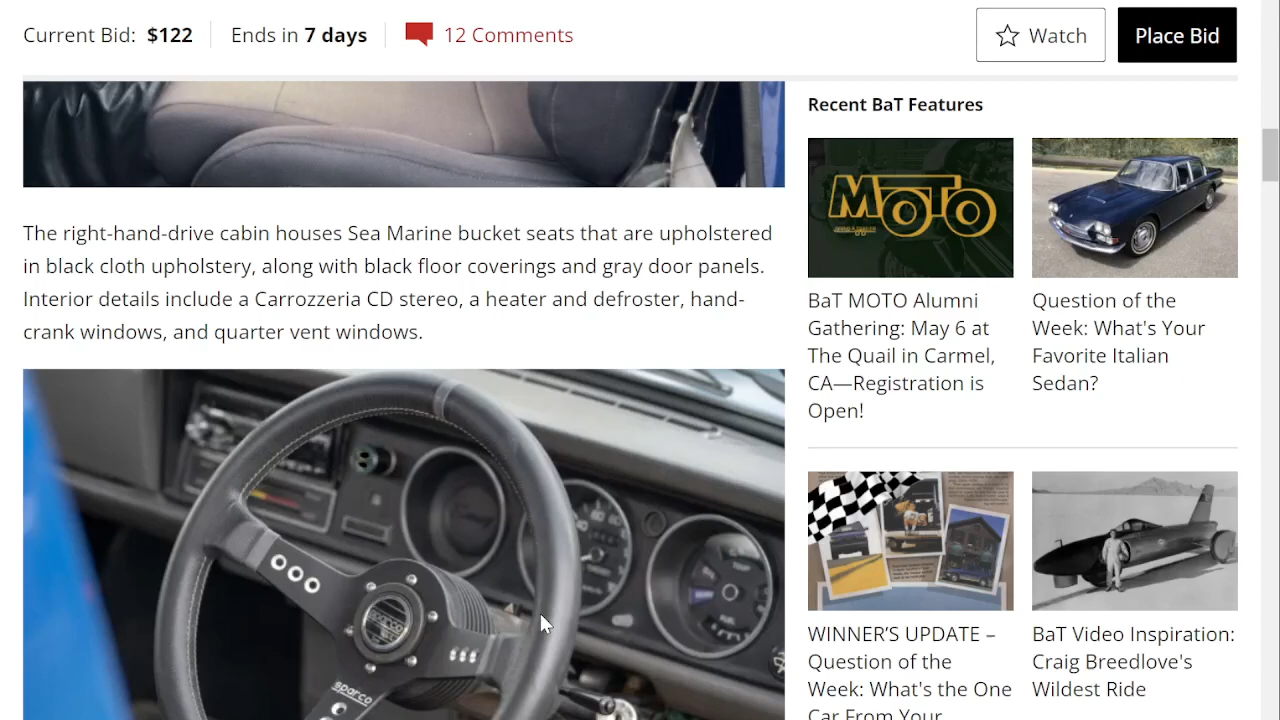 Current Bid: $122
Ends in 7 days
12 Comments
Watch
Place Bid
The right-hand-drive cabin houses Sea Marine bucket seats that are upholstered
in black cloth upholstery, along with black floor coverings and gray door panels.
Interior details include a Carrozzeria CD stereo, a heater and defroster, hand-
crank windows, and quarter vent windows.
sparco
TEMP
FUEL
Recent BaT Features
MOTO
BaT MOTO Alumni
Gathering: May 6 at
The Quail in Carmel,
CA—Registration is
Open!
Question of the
Week: What's Your
Favorite Italian
Sedan?
WINNER’S UPDATE –
Question of the
Week: What's the One
Car From Your
BaT Video Inspiration:
Craig Breedlove's
Wildest Ride